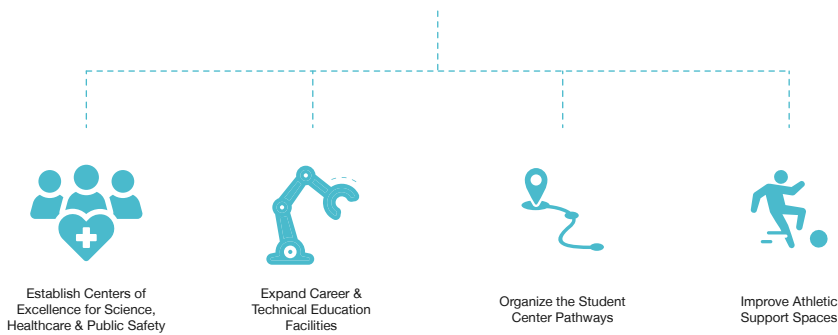 Establish Centers of
Excellence for Science,
Healthcare & Public Safety
Expand Career &
Technical Education
Facilities
Organize the Student
Center Pathways
Improve Athletic
Support Spaces